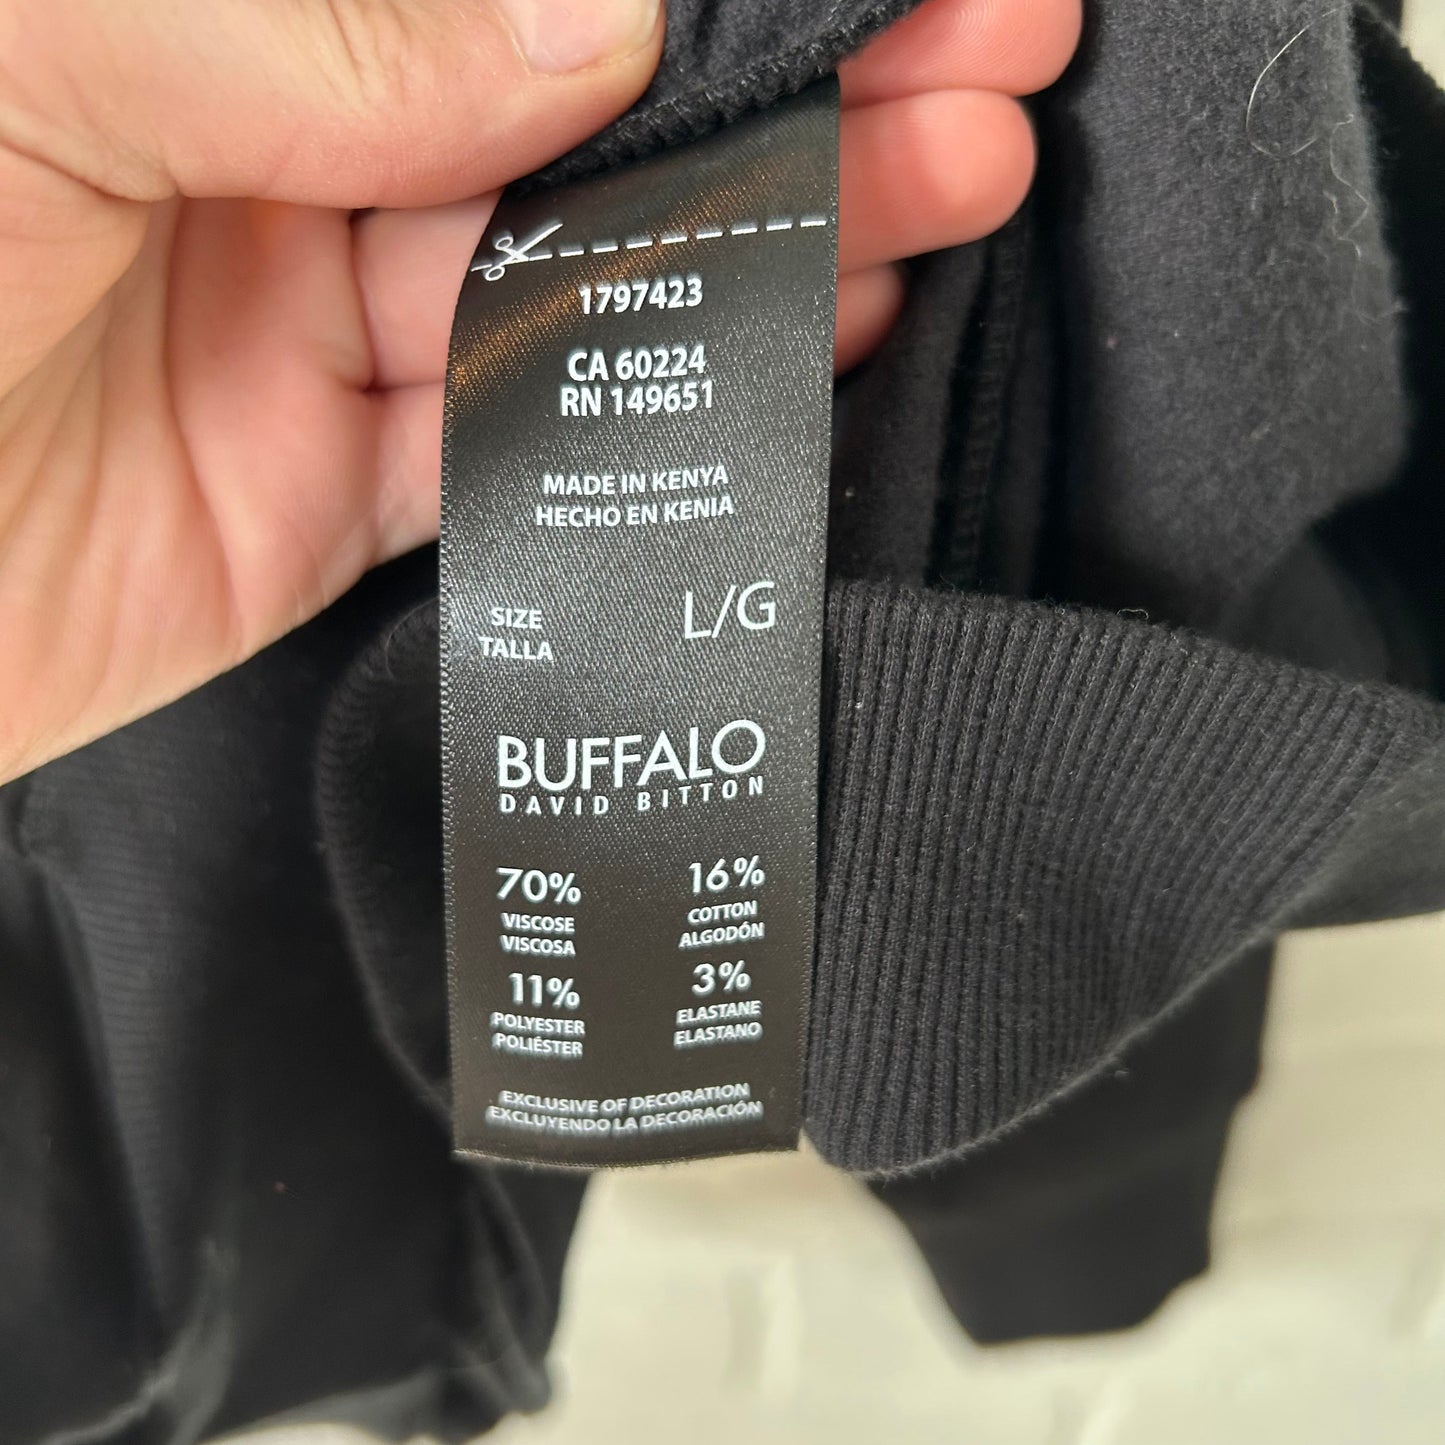 1797423
CA 60224
RN 149651
MADE IN KENYA
HECHO EN KENIA
SIZE
TALLA
L/G
BUFFALO
DAVID BITTON
70%
VISCOSE
VISCOSA
16%
COTTON
ALGODÓN
11%
POLYESTER
POLIÉSTER
3%
ELASTANE
ELASTANO
EXCLUSIVE OF DECORATION
EXCLUYENDO LA DECORACIÓN